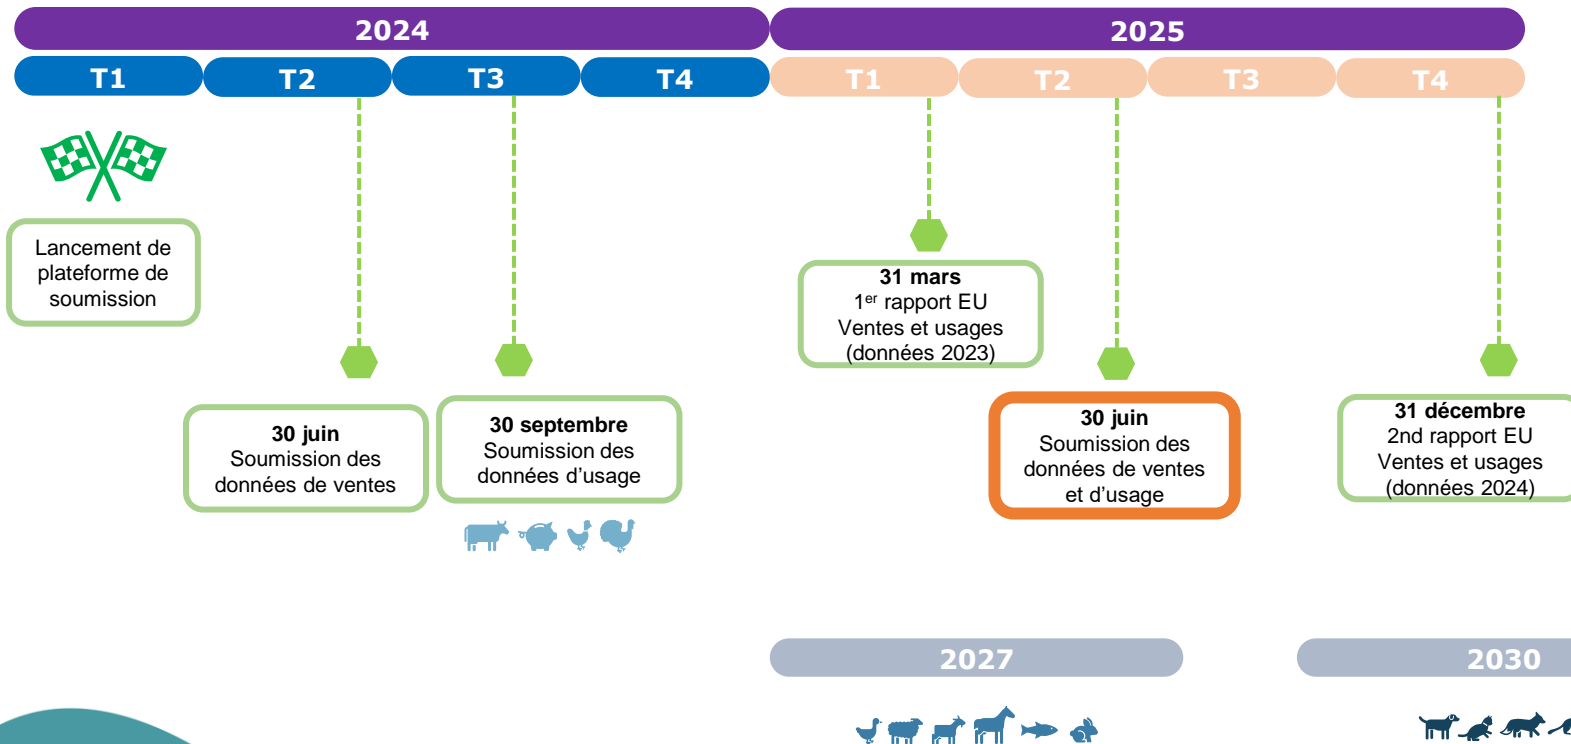 2024
2025
T1
T2
T3
T4
T1
T2
T3
T4
Lancement de
plateforme de
soumission
30 juin
Soumission des
données de ventes
30 septembre
Soumission des
données d'usage
31 mars
1er rapport EU
Ventes et usages
(données 2023)
30 juin
Soumission des
données de ventes
et d'usage
31 décembre
2nd rapport EU
Ventes et usages
(données 2024)
2027
2030